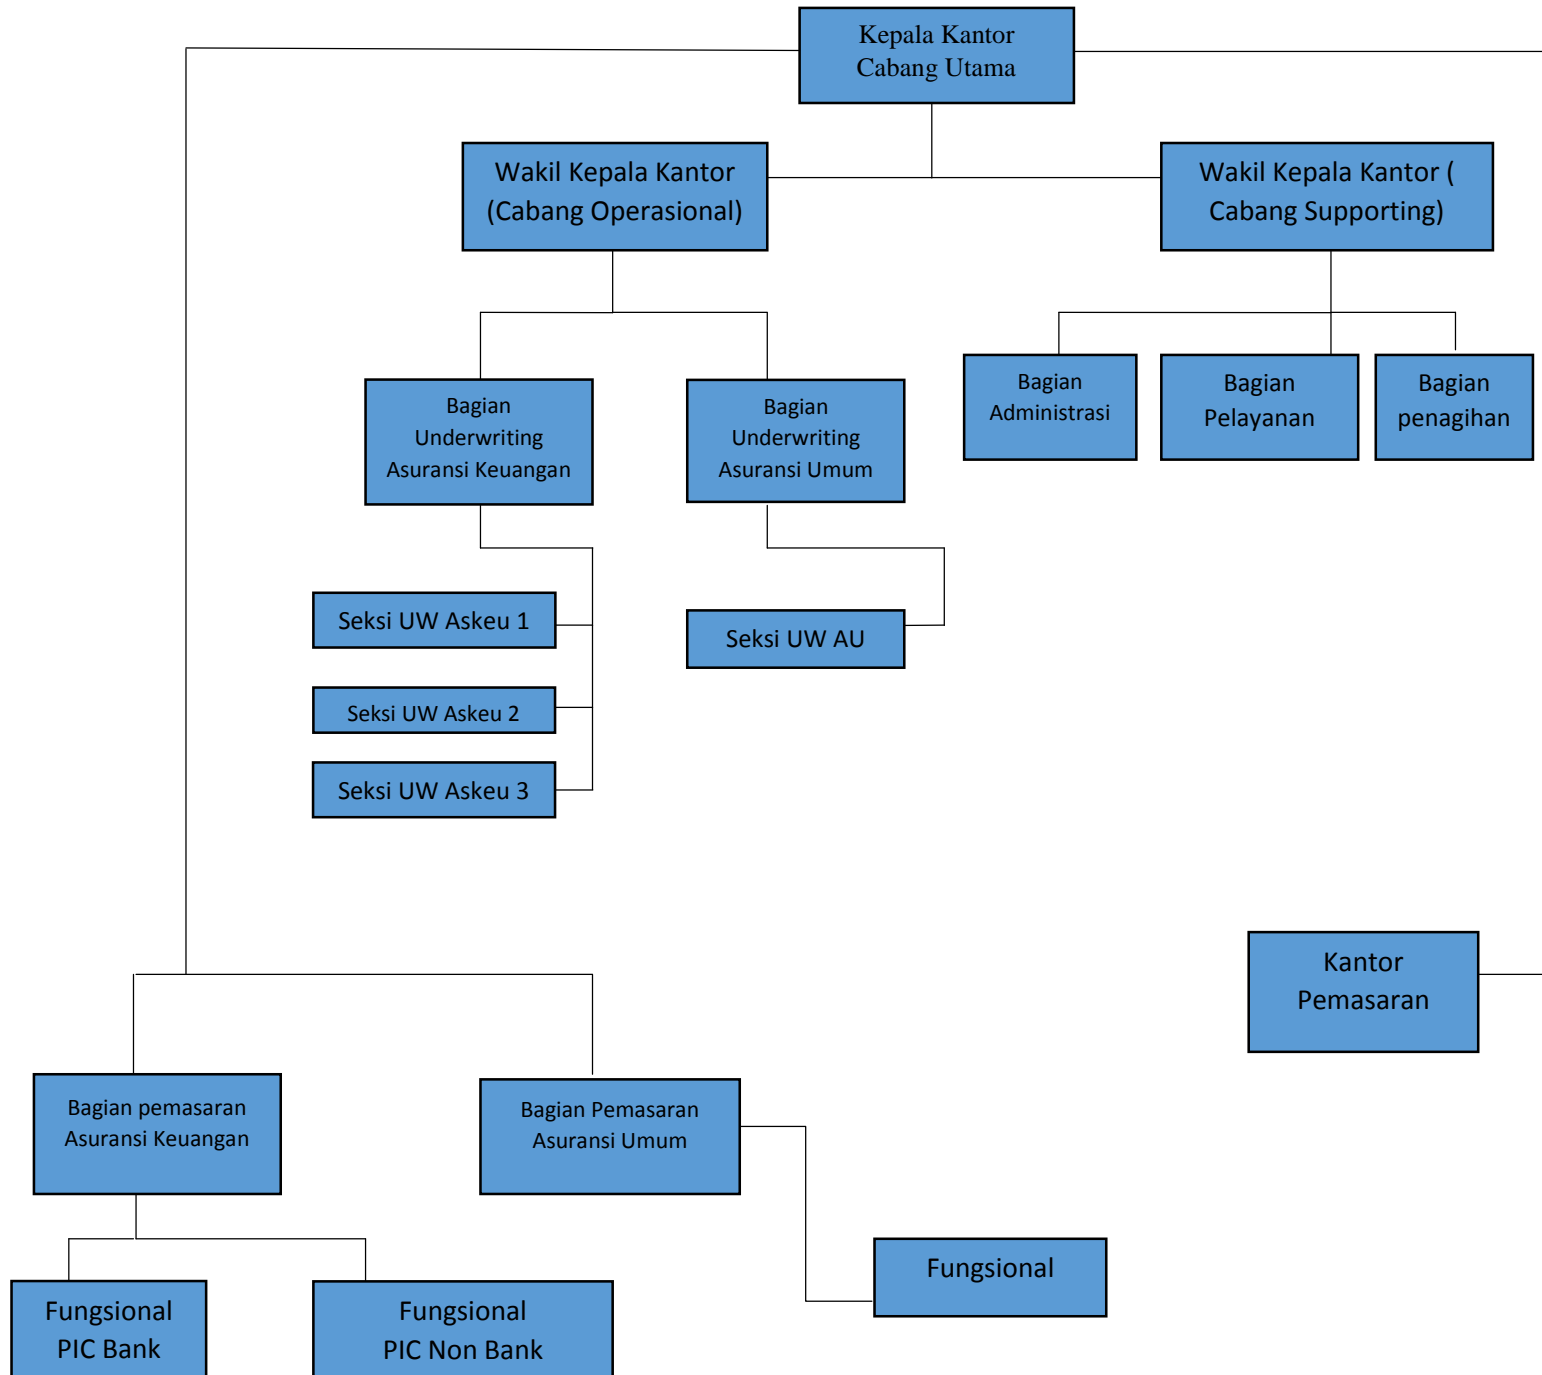 Kepala Kantor
Cabang Utama
Wakil Kepala Kantor
(Cabang Operasional)
Wakil Kepala Kantor (
Cabang Supporting)
Bagian
Underwriting
Asuransi Keuangan
Bagian
Underwriting
Asuransi Umum
Bagian
Administrasi
Bagian
Pelayanan
Bagian
penagihan
Seksi UW Askeu 1
Seksi UW AU
Seksi UW Askeu 2
Seksi UW Askeu 3
Kantor
Pemasaran
Bagian pemasaran
Asuransi Keuangan
Bagian Pemasaran
Asuransi Umum
Fungsional
Fungsional
PIC Bank
Fungsional
PIC Non Bank